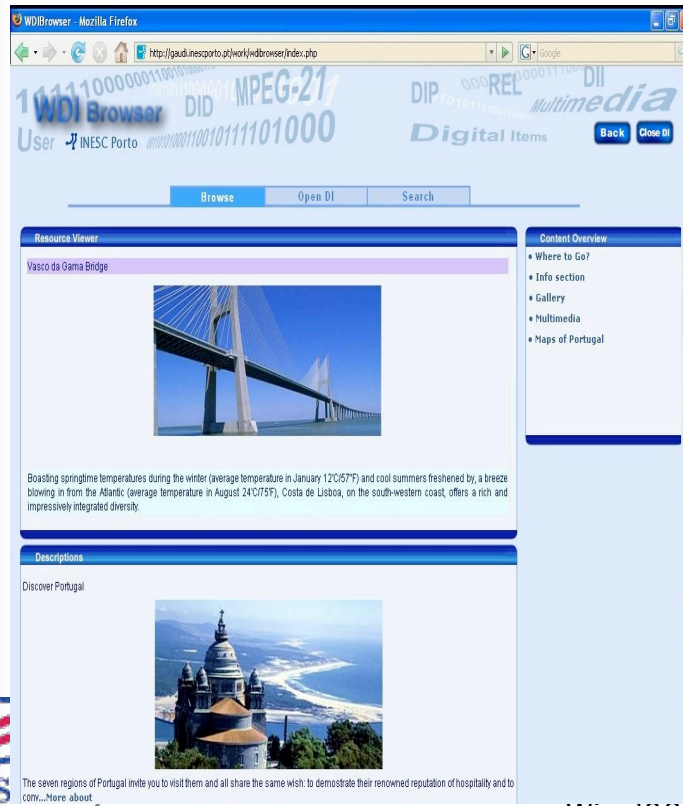 WDIBrowser - Mozilla Firefox
http://gaudi.inescporto.pt/work/wdibrowser/index.php
Google
WDI Browser
DID
MPEG-21
DIP
REL
DII
Multimedia
User
INESC Porto
Digital Items
Back
Close DI
Browse
Open DI
Search
Resource Viewer
Vasco da Gama Bridge
Boasting springtime temperatures during the winter (average temperature in January 12'C/57'F) and cool summers freshened by, a breeze
blowing in from the Atlantic (average temperature in August 24'C/75'F), Costa de Lisboa, on the south-western coast, offers a rich and
impressively integrated diversity.
Content Overview
• Where to Go?
• Info section
• Gallery
• Multimedia
• Maps of Portugal
Descriptions
Discover Portugal
The seven regions of Portugal invite you to visit them and all share the same wish: to demostrate their renowned reputation of hospitality and to
conv...More about